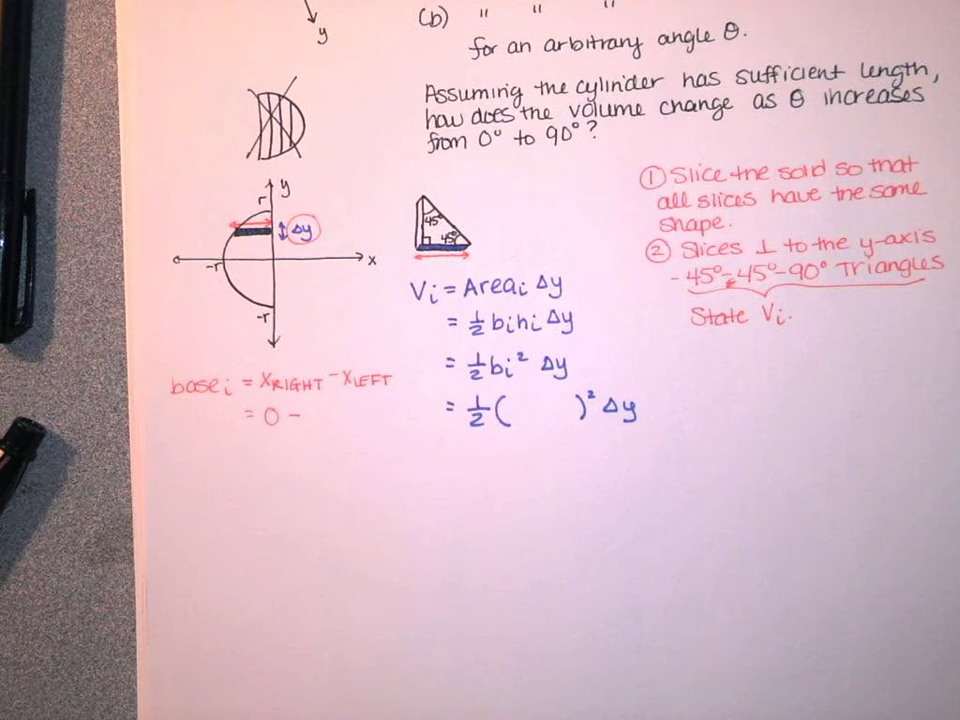 y
(b) " " "
for an arbitrary angle θ.
Assuming the cylinder has sufficient length,
how does the volume change as θ increases
from 0° to 90°?
① Slice the solid so that
all slices have the same
shape.
② Slices ⊥ to the y-axis
- 45°-45°-90° Triangles
State Vi.
y
r
Δy
-r
x
-r
45°
45°
Vi = Areai Δy
= 1/2 bihi Δy
= 1/2 bi² Δy
= 1/2 ( )² Δy
basei = xRIGHT - xLEFT
= 0 -